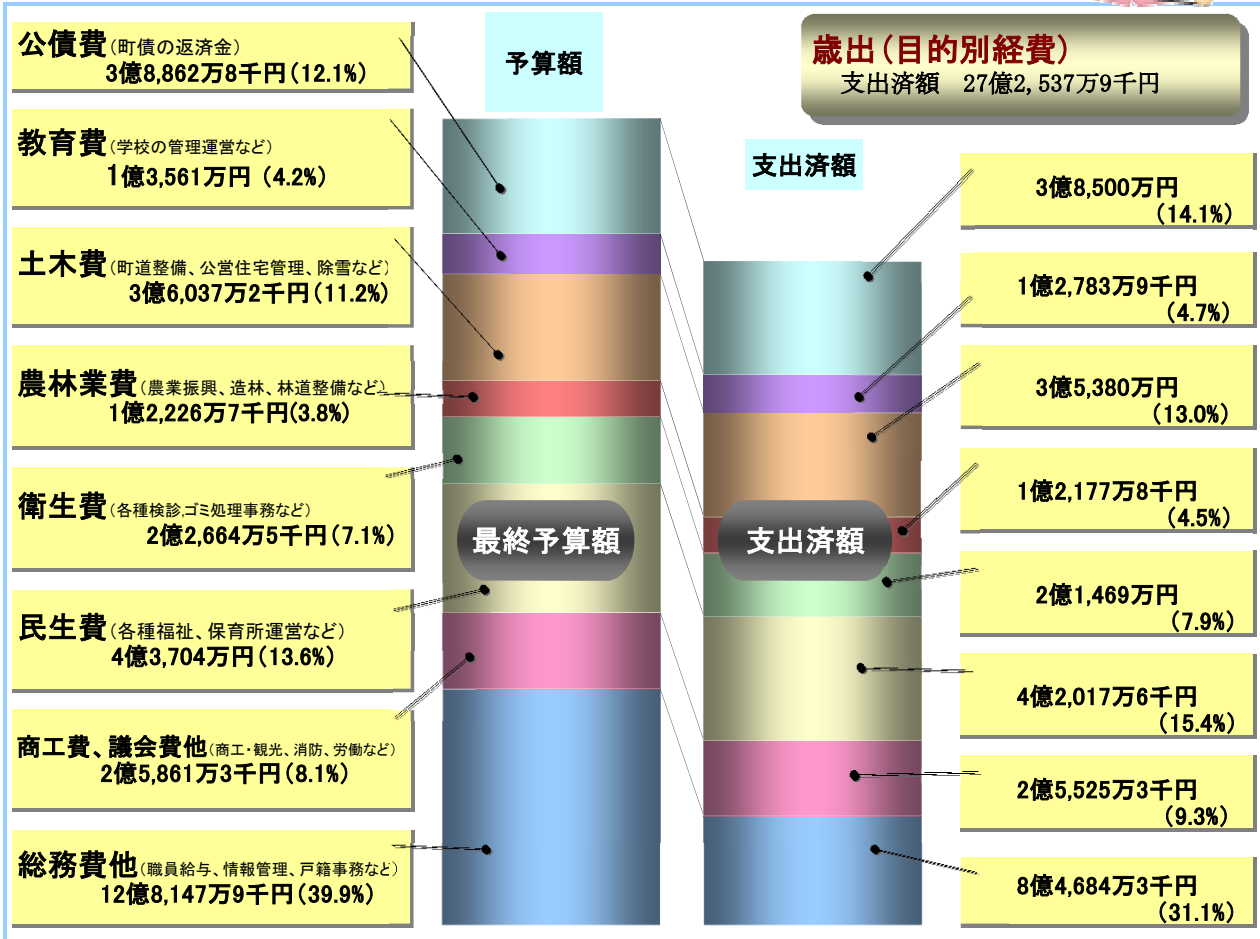 公債費(町債の返済金)
3億8,862万8千円(12.1%)
教育費(学校の管理運営など)
1億3,561万円 (4.2%)
土木費(町道整備、公営住宅管理、除雪など)
3億6,037万2千円(11.2%)
農林業費(農業振興、造林、林道整備など)
1億2,226万7千円(3.8%)
衛生費(各種検診,ゴミ処理事務など)
2億2,664万5千円(7.1%)
民生費(各種福祉、保育所運営など)
4億3,704万円(13.6%)
商工費、議会費他(商工・観光、消防、労働など)
2億5,861万3千円(8.1%)
総務費他(職員給与、情報管理、戸籍事務など)
12億8,147万9千円(39.9%)
予算額
最終予算額
歳出(目的別経費)
支出済額 27億2,537万9千円
支出済額
支出済額
3億8,500万円
(14.1%)
1億2,783万9千円
(4.7%)
3億5,380万円
(13.0%)
1億2,177万8千円
(4.5%)
2億1,469万円
(7.9%)
4億2,017万6千円
(15.4%)
2億5,525万3千円
(9.3%)
8億4,684万3千円
(31.1%)